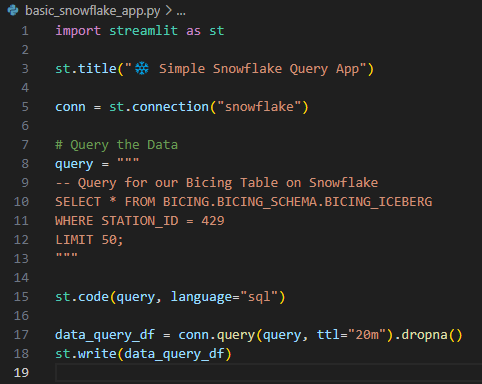 basic_snowflake_app.py > ...
1 import streamlit as st
2
3 st.title("❄️ Simple Snowflake Query App")
4
5 conn = st.connection("snowflake")
6
7 # Query the Data
8 query = """
9 -- Query for our Bicing Table on Snowflake
10 SELECT * FROM BICING.BICING_SCHEMA.BICING_ICEBERG
11 WHERE STATION_ID = 429
12 LIMIT 50;
13 """
14
15 st.code(query, language="sql")
16
17 data_query_df = conn.query(query, ttl="20m").dropna()
18 st.write(data_query_df)
19